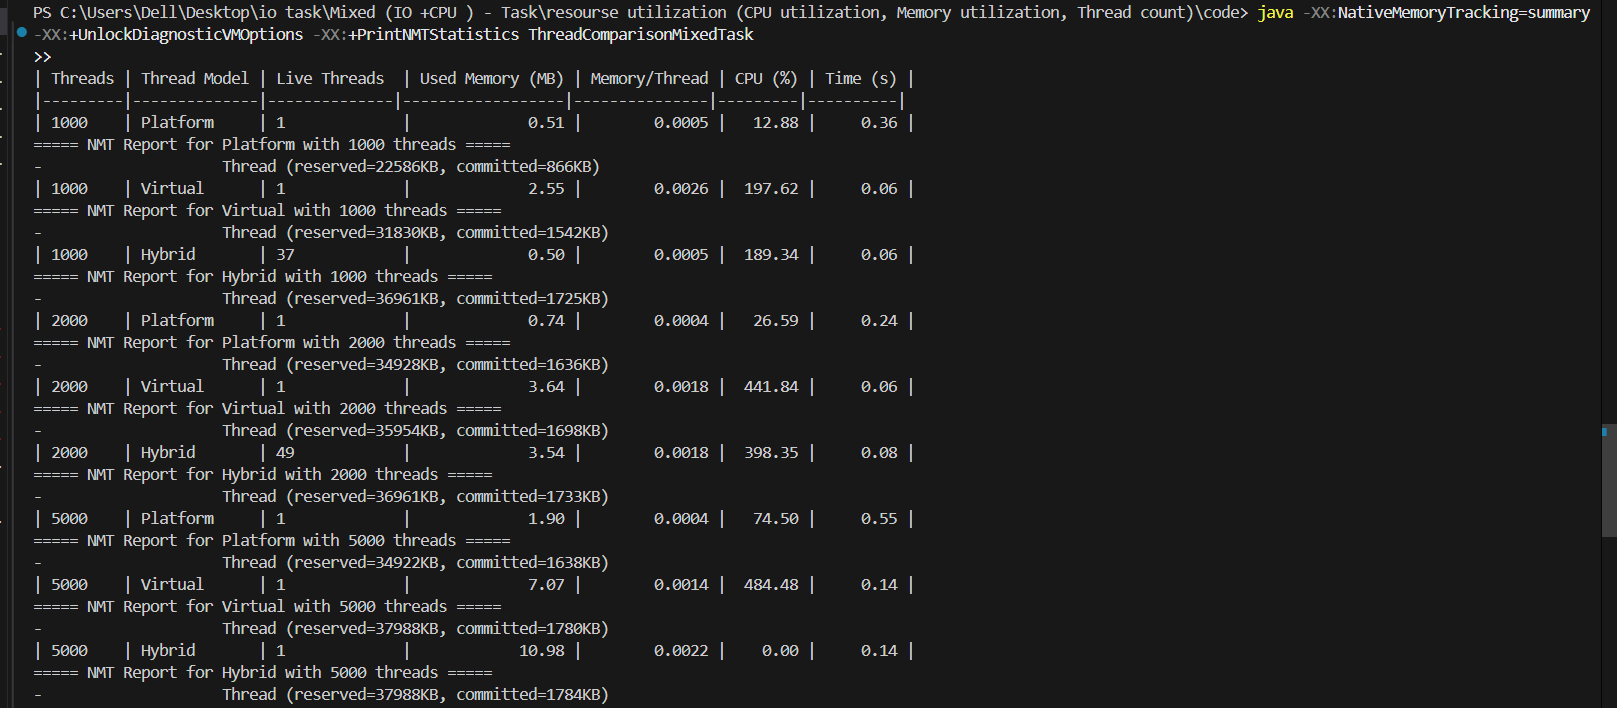 PS C:\Users\Dell\Desktop\io task\Mixed (IO +CPU ) - Task\resourse utilization (CPU utilization, Memory utilization, Thread count)\code> java -XX:NativeMemoryTracking=summary
-XX:+UnlockDiagnosticVMOptions -XX:+PrintNMTStatistics ThreadComparisonMixedTask
>>
| Threads | Thread Model | Live Threads  | Used Memory (MB) | Memory/Thread | CPU (%) | Time (s) |
|---------|--------------|--------------|------------------|---------------|---------|----------|
| 1000    | Platform     | 1             |             0.51 |        0.0005 |   12.88 |     0.36 |
===== NMT Report for Platform with 1000 threads =====
-                    Thread (reserved=22586KB, committed=866KB)
| 1000    | Virtual      | 1             |             2.55 |        0.0026 |  197.62 |     0.06 |
===== NMT Report for Virtual with 1000 threads =====
-                    Thread (reserved=31830KB, committed=1542KB)
| 1000    | Hybrid       | 37            |             0.50 |        0.0005 |  189.34 |     0.06 |
===== NMT Report for Hybrid with 1000 threads =====
-                    Thread (reserved=36961KB, committed=1725KB)
| 2000    | Platform     | 1             |             0.74 |        0.0004 |   26.59 |     0.24 |
===== NMT Report for Platform with 2000 threads =====
-                    Thread (reserved=34928KB, committed=1636KB)
| 2000    | Virtual      | 1             |             3.64 |        0.0018 |  441.84 |     0.06 |
===== NMT Report for Virtual with 2000 threads =====
-                    Thread (reserved=35954KB, committed=1698KB)
| 2000    | Hybrid       | 49            |             3.54 |        0.0018 |  398.35 |     0.08 |
===== NMT Report for Hybrid with 2000 threads =====
-                    Thread (reserved=36961KB, committed=1733KB)
| 5000    | Platform     | 1             |             1.90 |        0.0004 |   74.50 |     0.55 |
===== NMT Report for Platform with 5000 threads =====
-                    Thread (reserved=34922KB, committed=1638KB)
| 5000    | Virtual      | 1             |             7.07 |        0.0014 |  484.48 |     0.14 |
===== NMT Report for Virtual with 5000 threads =====
-                    Thread (reserved=37988KB, committed=1780KB)
| 5000    | Hybrid       | 1             |            10.98 |        0.0022 |    0.00 |     0.14 |
===== NMT Report for Hybrid with 5000 threads =====
-                    Thread (reserved=37988KB, committed=1784KB)